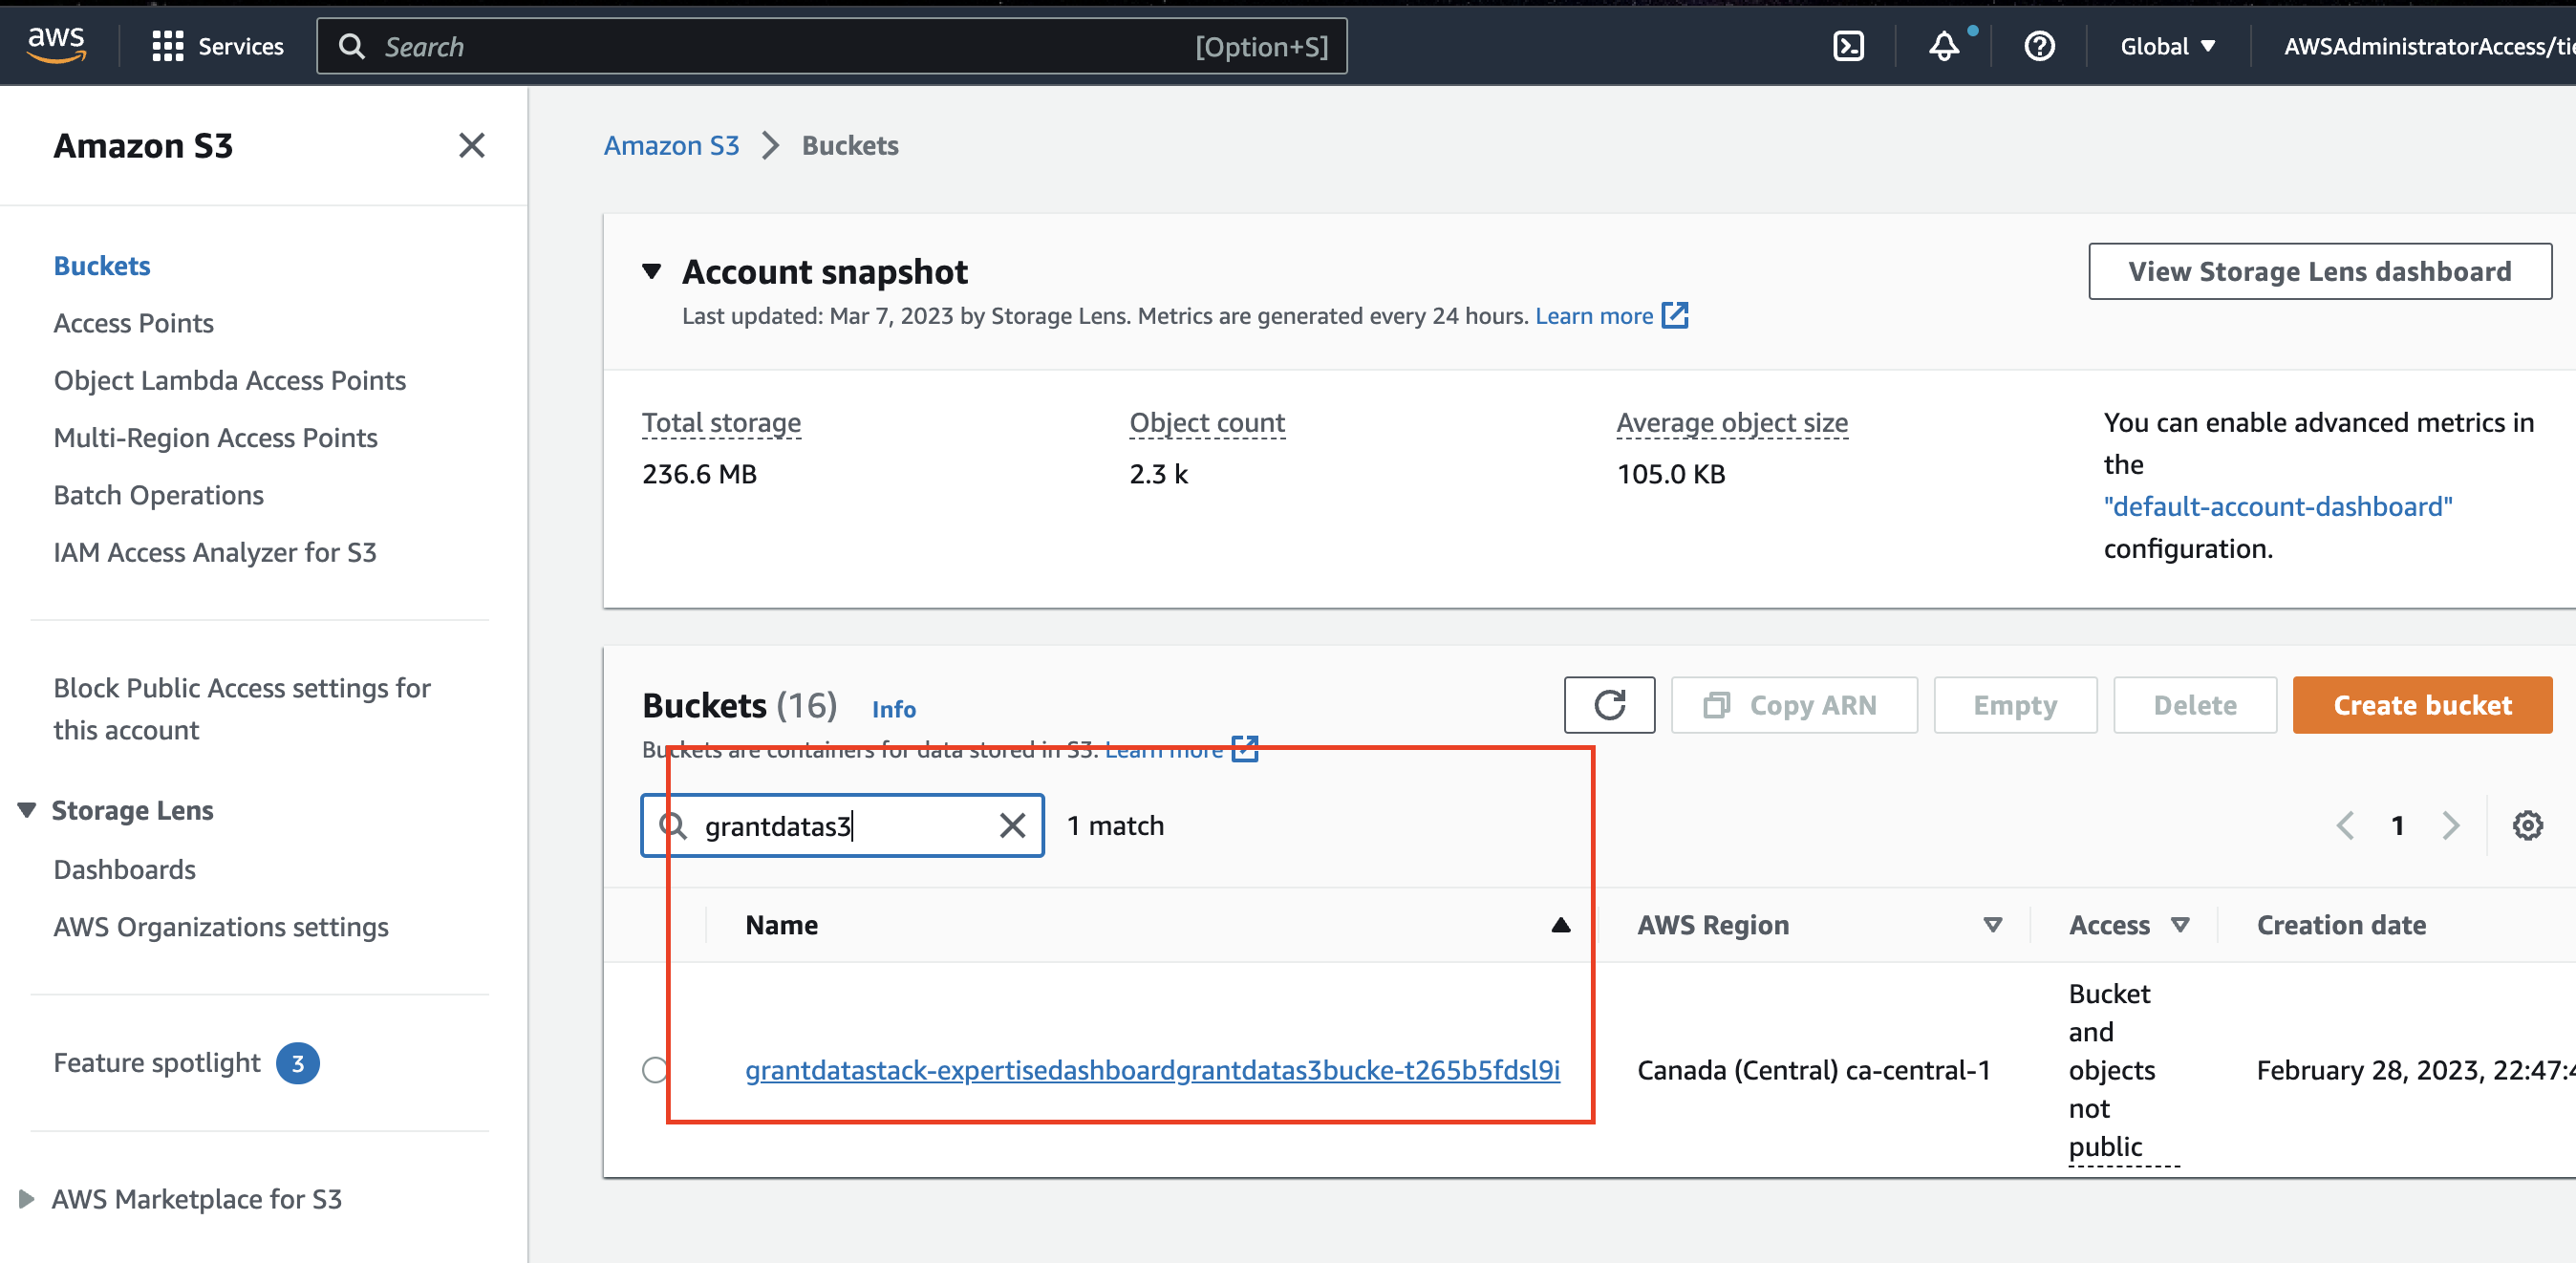 aws
Services
Search
[Option+S]
Global
AWSAdministratorAccess/tie
Amazon S3
Buckets
Access Points
Object Lambda Access Points
Multi-Region Access Points
Batch Operations
IAM Access Analyzer for S3
Block Public Access settings for
this account
Storage Lens
Dashboards
AWS Organizations settings
Feature spotlight 3
AWS Marketplace for S3
Amazon S3 > Buckets
Account snapshot
Last updated: Mar 7, 2023 by Storage Lens. Metrics are generated every 24 hours. Learn more
View Storage Lens dashboard
Total storage
236.6 MB
Object count
2.3 k
Average object size
105.0 KB
You can enable advanced metrics in
the
"default-account-dashboard"
configuration.
Buckets (16) Info
Buckets are containers for data stored in S3. Learn more
Copy ARN
Empty
Delete
Create bucket
grantdatas3
1 match
1
Name
AWS Region
Access
Creation date
grantdatastack-expertisedashboardgrantdatas3bucke-t265b5fdsl9i
Canada (Central) ca-central-1
Bucket
and
objects
not
public
February 28, 2023, 22:47:4